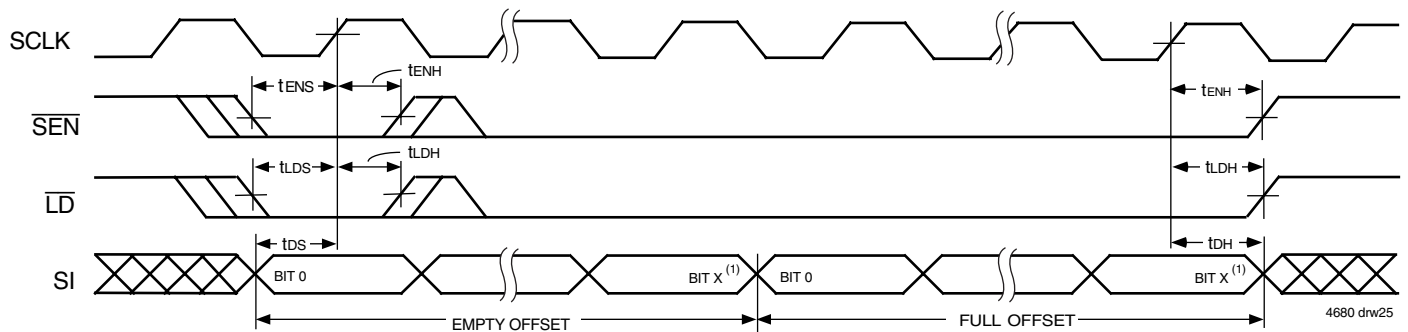 SCLK
tENS
tENH
SEN
tENH
tLDS
tLDH
LD
tLDH
tDS
tDH
SI
BIT 0
BIT X (1)
BIT 0
BIT X (1)
EMPTY OFFSET
FULL OFFSET
4680 drw25